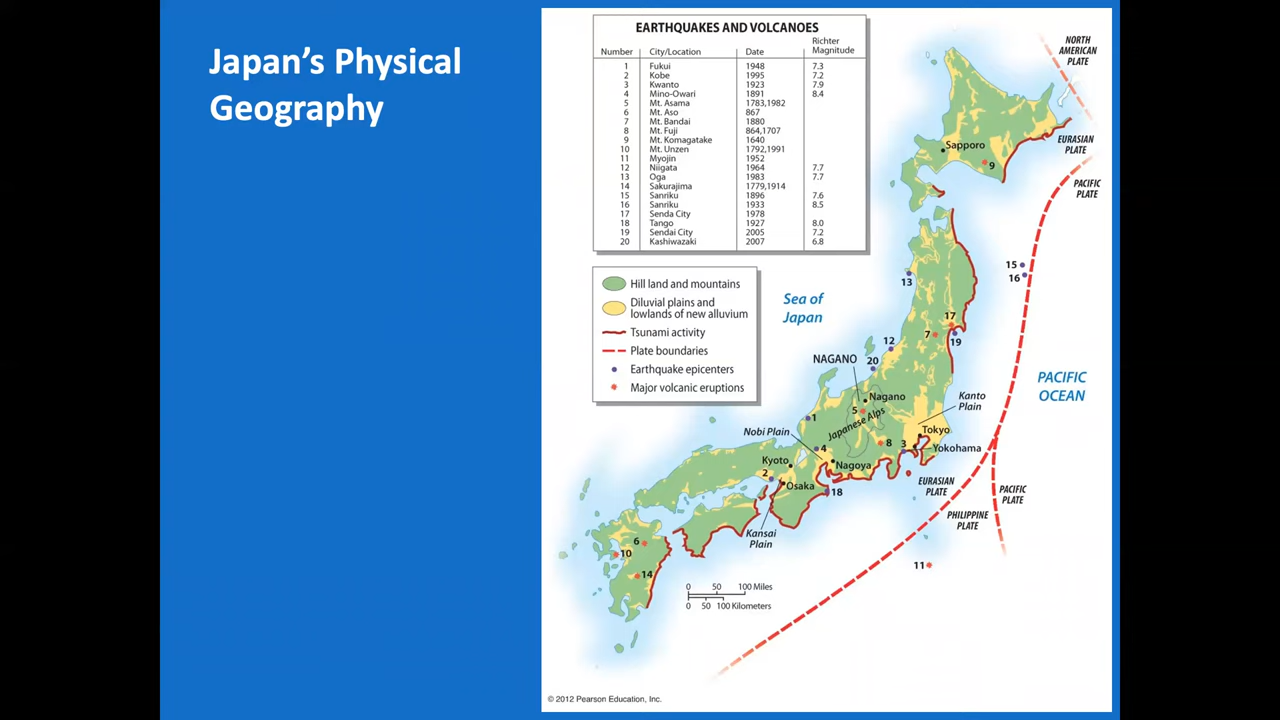 Japan's Physical
Geography
EARTHQUAKES AND VOLCANOES
Number City/Location Date Richter Magnitude
1 Fukui 1948 7.3
2 Kobe 1995 7.2
3 Kwanto 1923 7.9
4 Mino-Owari 1891 8.4
5 Mt. Asama 1783,1982
6 Mt. Aso 867
7 Mt. Bandai 1880
8 Mt. Fuji 864,1707
9 Mt. Komagatake 1640
10 Mt. Unzen 1792,1991
11 Myojin 1952
12 Niigata 1964 7.7
13 Oga 1983 7.7
14 Sakurajima 1779,1914
15 Sanriku 1896 7.6
16 Sanriku 1933 8.5
17 Senda City 1978
18 Tango 1927 8.0
19 Sendai City 2005 7.2
20 Kashiwazaki 2007 6.8
Hill land and mountains
Diluvial plains and
lowlands of new alluvium
Tsunami activity
Plate boundaries
Earthquake epicenters
Major volcanic eruptions
NORTH
AMERICAN
PLATE
EURASIAN
PLATE
PACIFIC
PLATE
Sapporo
9
15
16
13
Sea of
Japan
17
7
19
12
20
NAGANO
PACIFIC
OCEAN
Nagano
Kanto
Plain
5
Japanese Alps
1
Nobi Plain
Tokyo
8
3
Yokohama
4
Kyoto
Nagoya
2
Osaka
18
EURASIAN
PLATE
PACIFIC
PLATE
PHILIPPINE
PLATE
Kansai
Plain
6
10
14
11
0 50 100 Miles
0 50 100 Kilometers
© 2012 Pearson Education, Inc.